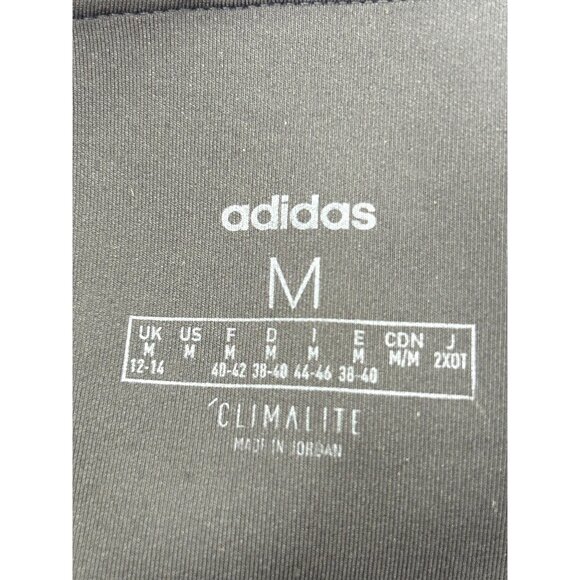 adidas
M
UK US F D I E CDN J
M M M M M M M/M 2XOT
12-14 40-42 38-40 44-46 38-40
CLIMALITE
MADE IN JORDAN